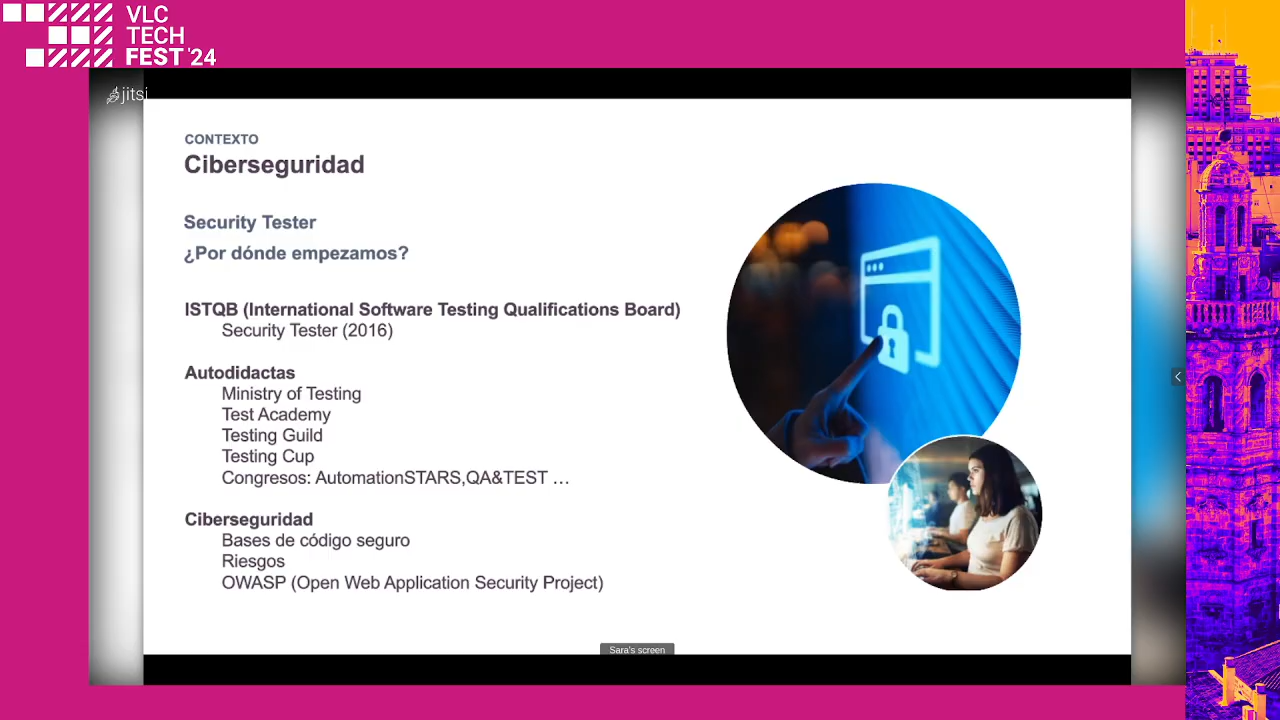 VLC
TECH
FEST '24
jitsi
CONTEXTO
Ciberseguridad
Security Tester
¿Por dónde empezamos?
ISTQB (International Software Testing Qualifications Board)
Security Tester (2016)
Autodidactas
Ministry of Testing
Test Academy
Testing Guild
Testing Cup
Congresos: AutomationSTARS,QA&TEST …
Ciberseguridad
Bases de código seguro
Riesgos
OWASP (Open Web Application Security Project)
Sara's screen